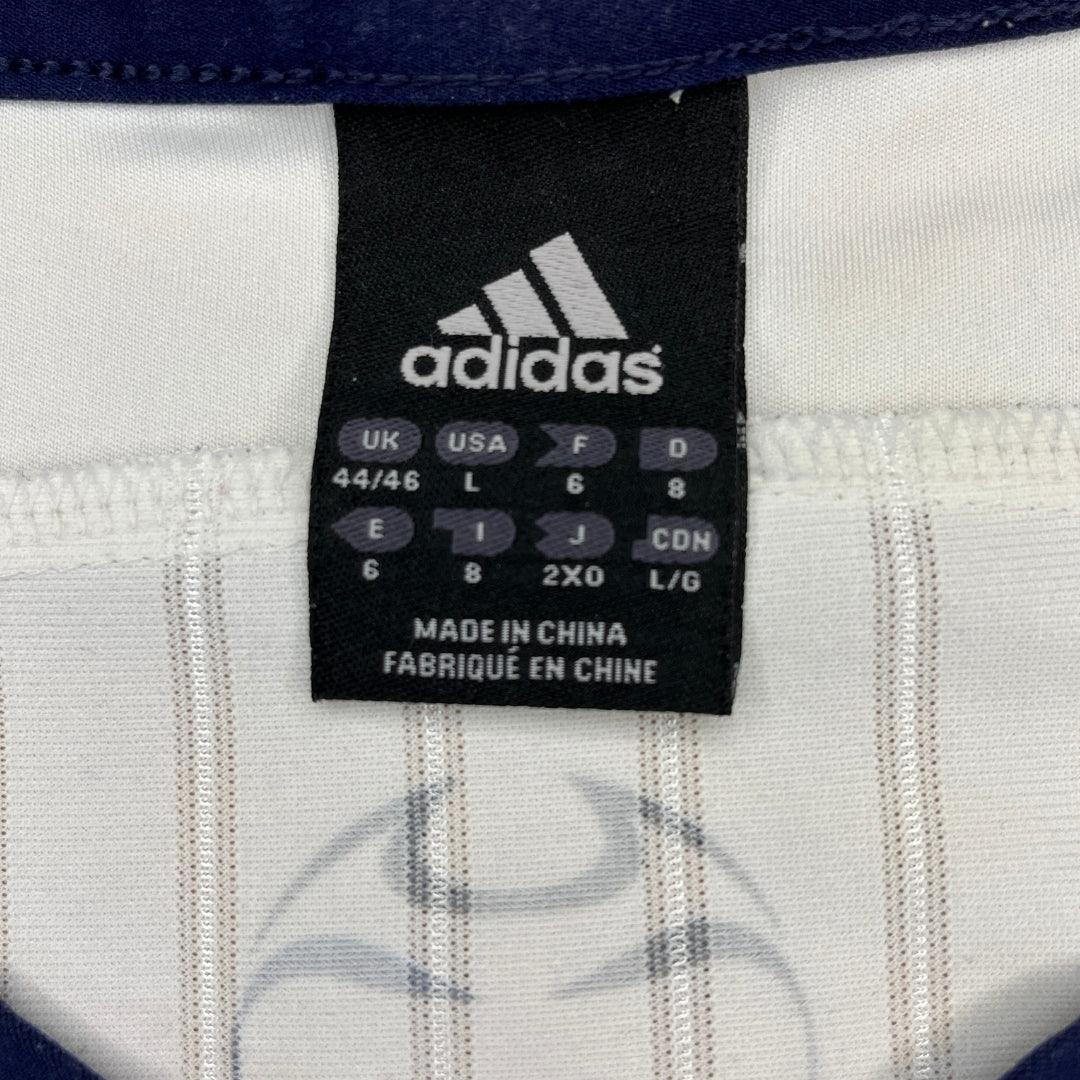 adidas
UK USA F D
44/46 L 6 8
E I J CDN
6 8 2XO L/G
MADE IN CHINA
FABRIQUÉ EN CHINE